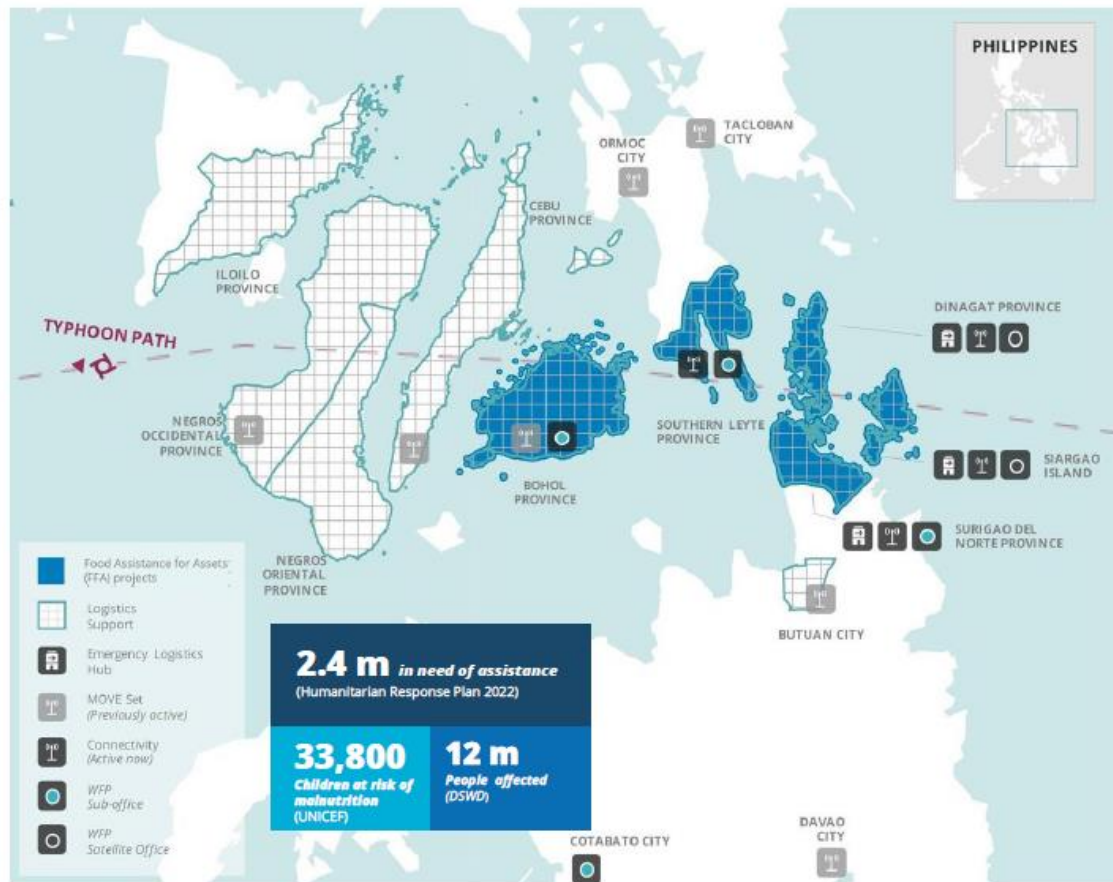 PHILIPPINES
TACLOBAN
CITY
ORMOC
CITY
CEBU
PROVINCE
ILOILO
PROVINCE
DINAGAT PROVINCE
TYPHOON PATH
NEGROS
OCCIDENTAL
PROVINCE
SOUTHERN LEYTE
PROVINCE
SIARGAO
ISLAND
BOHOL
PROVINCE
SURIGAO DEL
NORTE PROVINCE
NEGROS
ORIENTAL
PROVINCE
BUTUAN CITY
Food Assistance for Assets
(FFA) projects
Logistics
Support
Emergency Logistics
Hub
MOVE Set
(Previously active)
Connectivity
(Active now)
WFP
Sub-office
WFP
Satellite Office
2.4 m in need of assistance
(Humanitarian Response Plan 2022)
33,800
Children at risk of
malnutrition
(UNICEF)
12 m
People affected
(DSWD)
COTABATO CITY
DAVAO
CITY